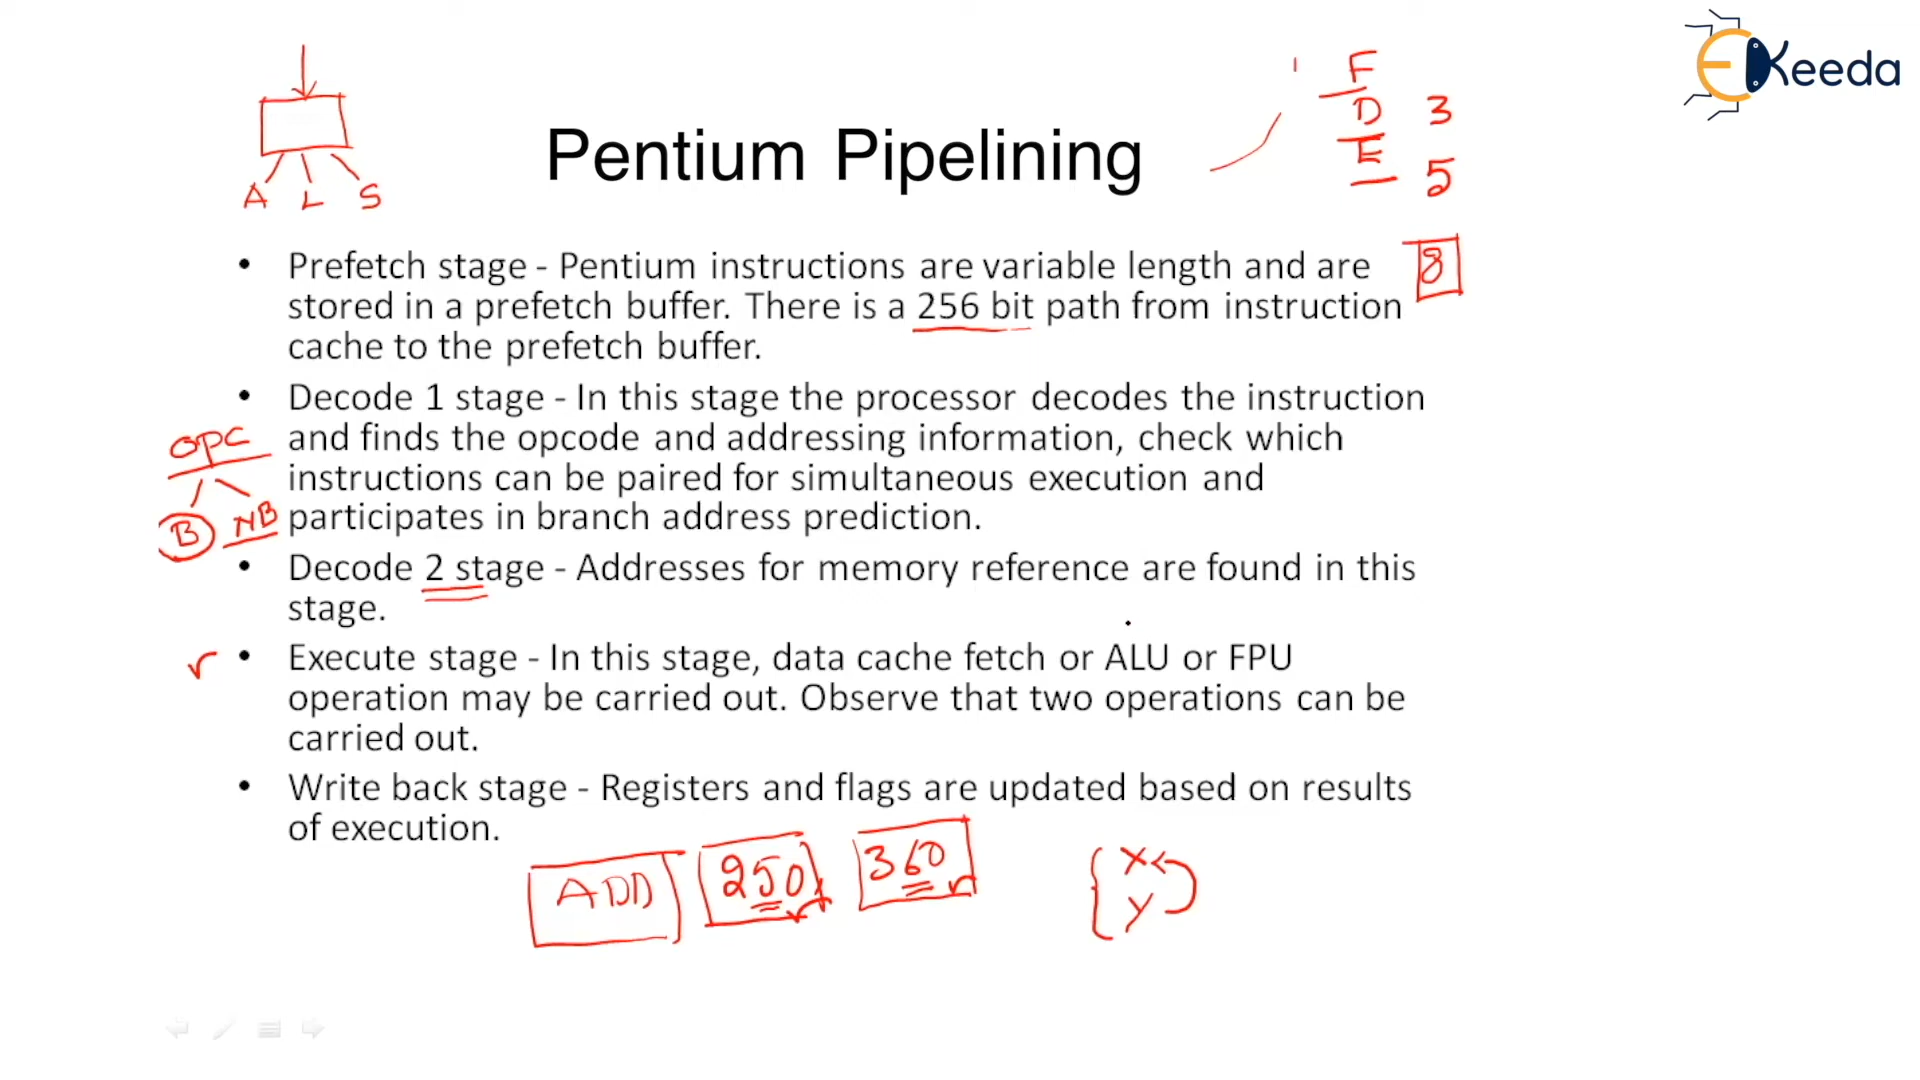 EKeeda
F
D 3
E 5
8
Pentium Pipelining
A L S
• Prefetch stage - Pentium instructions are variable length and are
stored in a prefetch buffer. There is a 256 bit path from instruction
cache to the prefetch buffer.
• Decode 1 stage - In this stage the processor decodes the instruction
and finds the opcode and addressing information, check which
instructions can be paired for simultaneous execution and
participates in branch address prediction.
OPC
B NB
• Decode 2 stage - Addresses for memory reference are found in this
stage.
• Execute stage - In this stage, data cache fetch or ALU or FPU
operation may be carried out. Observe that two operations can be
carried out.
• Write back stage - Registers and flags are updated based on results
of execution.
ADD 250 360
X
Y